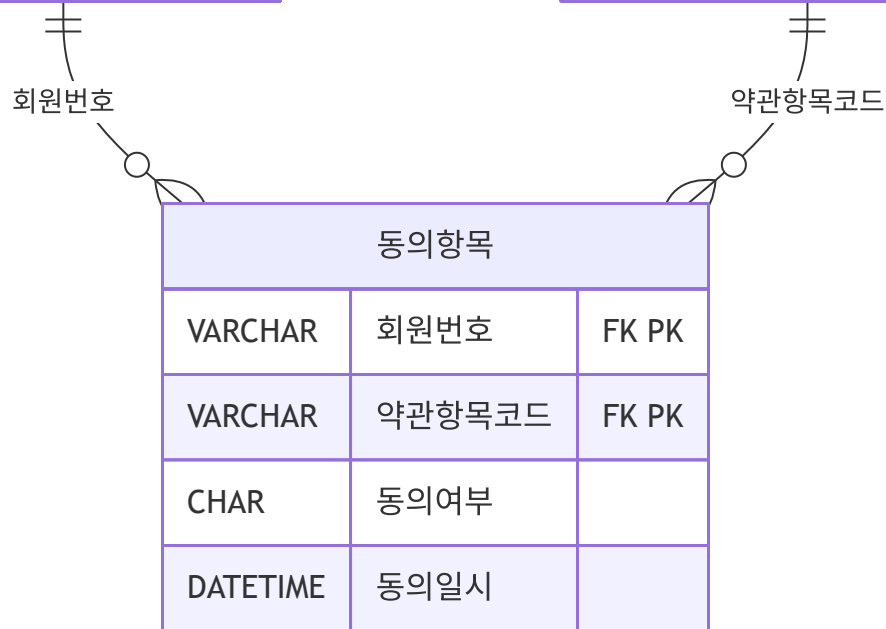 회원번호
약관항목코드
동의항목
VARCHAR 회원번호 FK PK
VARCHAR 약관항목코드 FK PK
CHAR 동의여부
DATETIME 동의일시